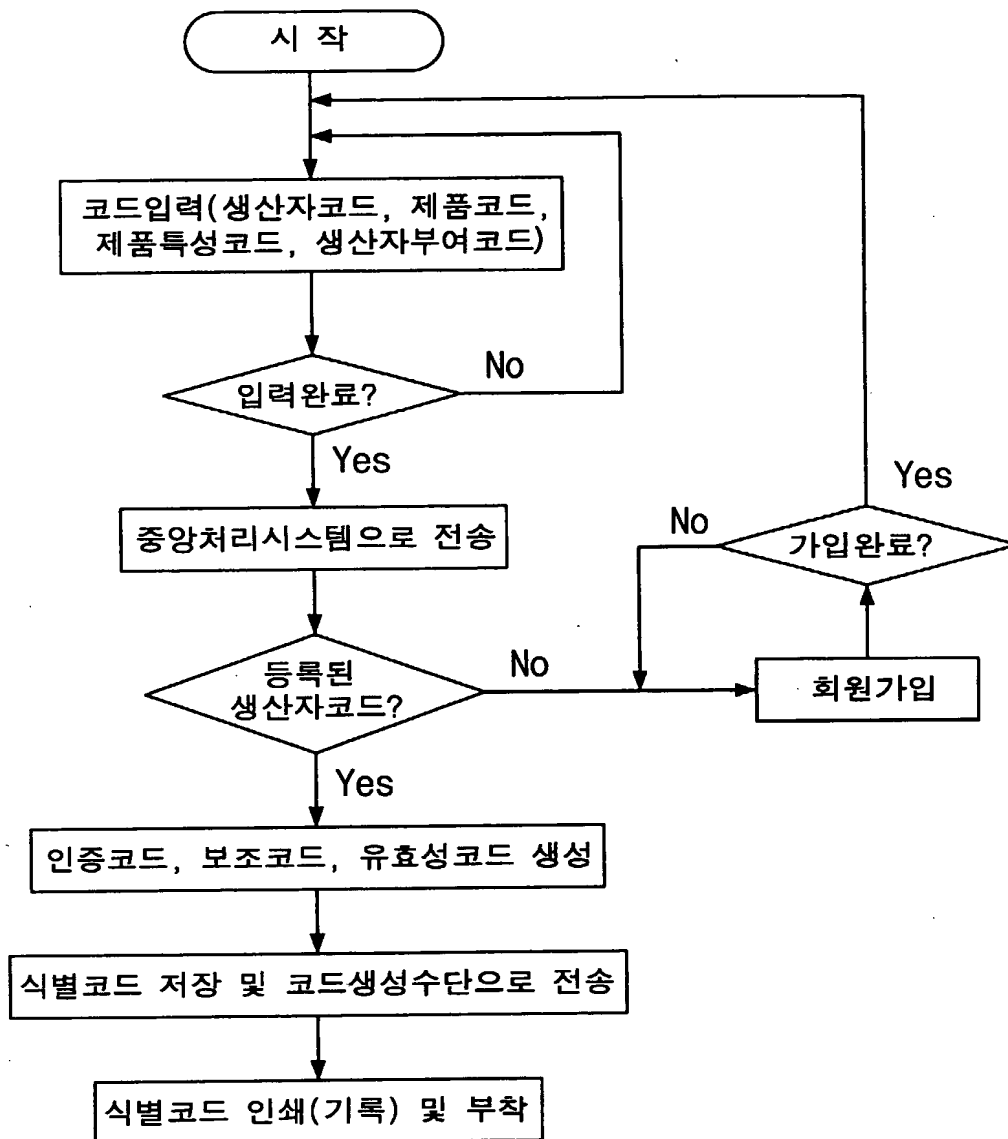 시 작
코드입력(생산자코드, 제품코드,
제품특성코드, 생산자부여코드)
입력완료?
No
Yes
중앙처리시스템으로 전송
등록된
생산자코드?
No
회원가입
가입완료?
No
Yes
Yes
인증코드, 보조코드, 유효성코드 생성
식별코드 저장 및 코드생성수단으로 전송
식별코드 인쇄(기록) 및 부착